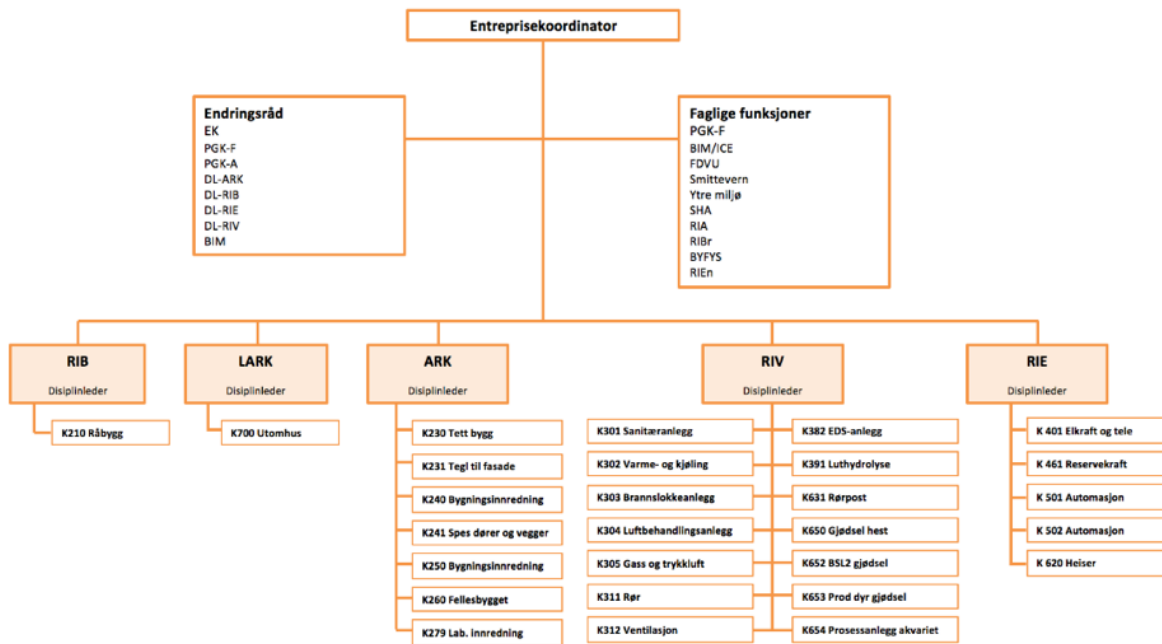 Entreprisekoordinator
Endringsråd
EK
PGK-F
PGK-A
DL-ARK
DL-RIB
DL-RIE
DL-RIV
BIM
Faglige funksjoner
PGK-F
BIM/ICE
FDVU
Smittevern
Ytre miljø
SHA
RIA
RIBr
BYFYS
RIEn
RIB
Disiplinleder
K210 Råbygg
LARK
Disiplinleder
K700 Utomhus
ARK
Disiplinleder
K230 Tett bygg
K231 Tegl til fasade
K240 Bygningsinnredning
K241 Spes dører og vegger
K250 Bygningsinnredning
K260 Fellesbygget
K279 Lab. innredning
RIV
Disiplinleder
K301 Sanitæranlegg
K302 Varme- og kjøling
K303 Brannslokkeanlegg
K304 Luftbehandlingsanlegg
K305 Gass og trykkluft
K311 Rør
K312 Ventilasjon
K382 EDS-anlegg
K391 Luthydrolyse
K631 Rørpost
K650 Gjødsel hest
K652 BSL2 gjødsel
K653 Prod dyr gjødsel
K654 Prosessanlegg akvariet
RIE
Disiplinleder
K 401 Elkraft og tele
K 461 Reservekraft
K 501 Automasjon
K 502 Automasjon
K 620 Heiser